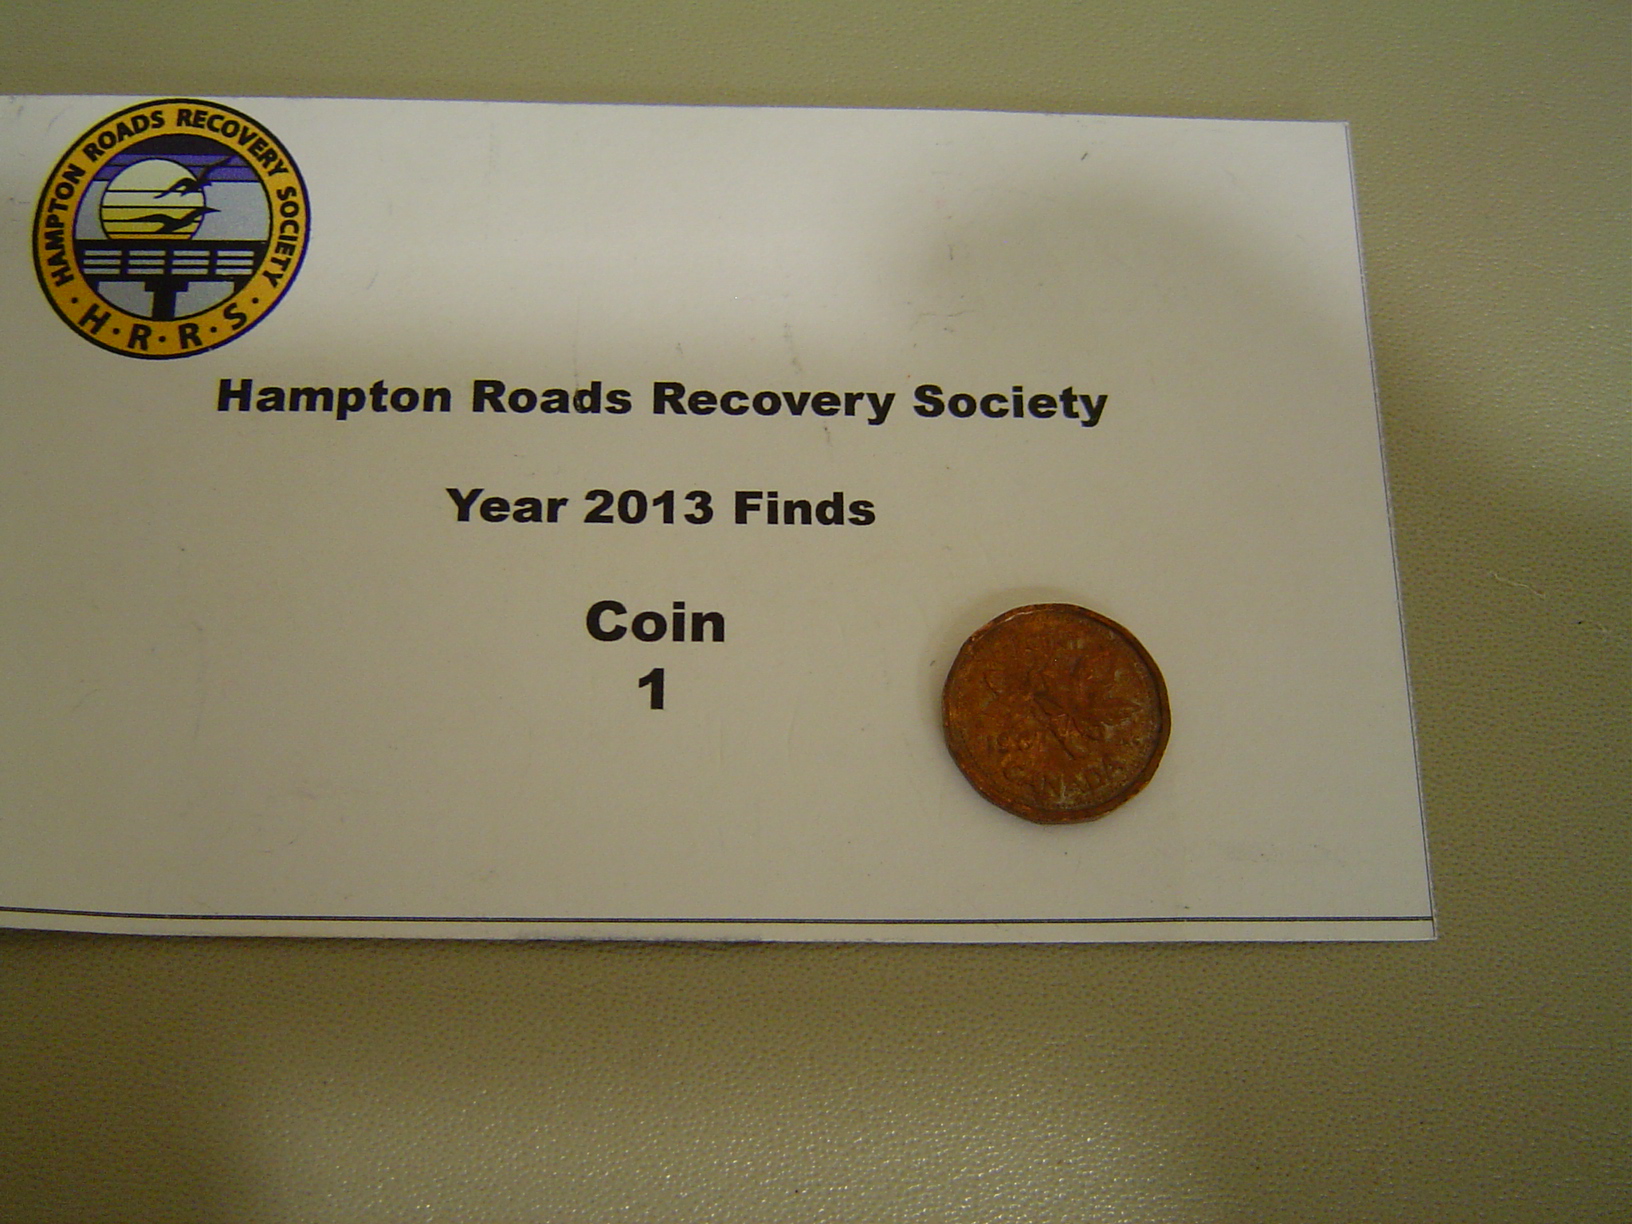 HAMPTON ROADS RECOVERY SOCIETY
H·R·R·S
Hampton Roads Recovery Society
Year 2013 Finds
Coin
1
CANADA